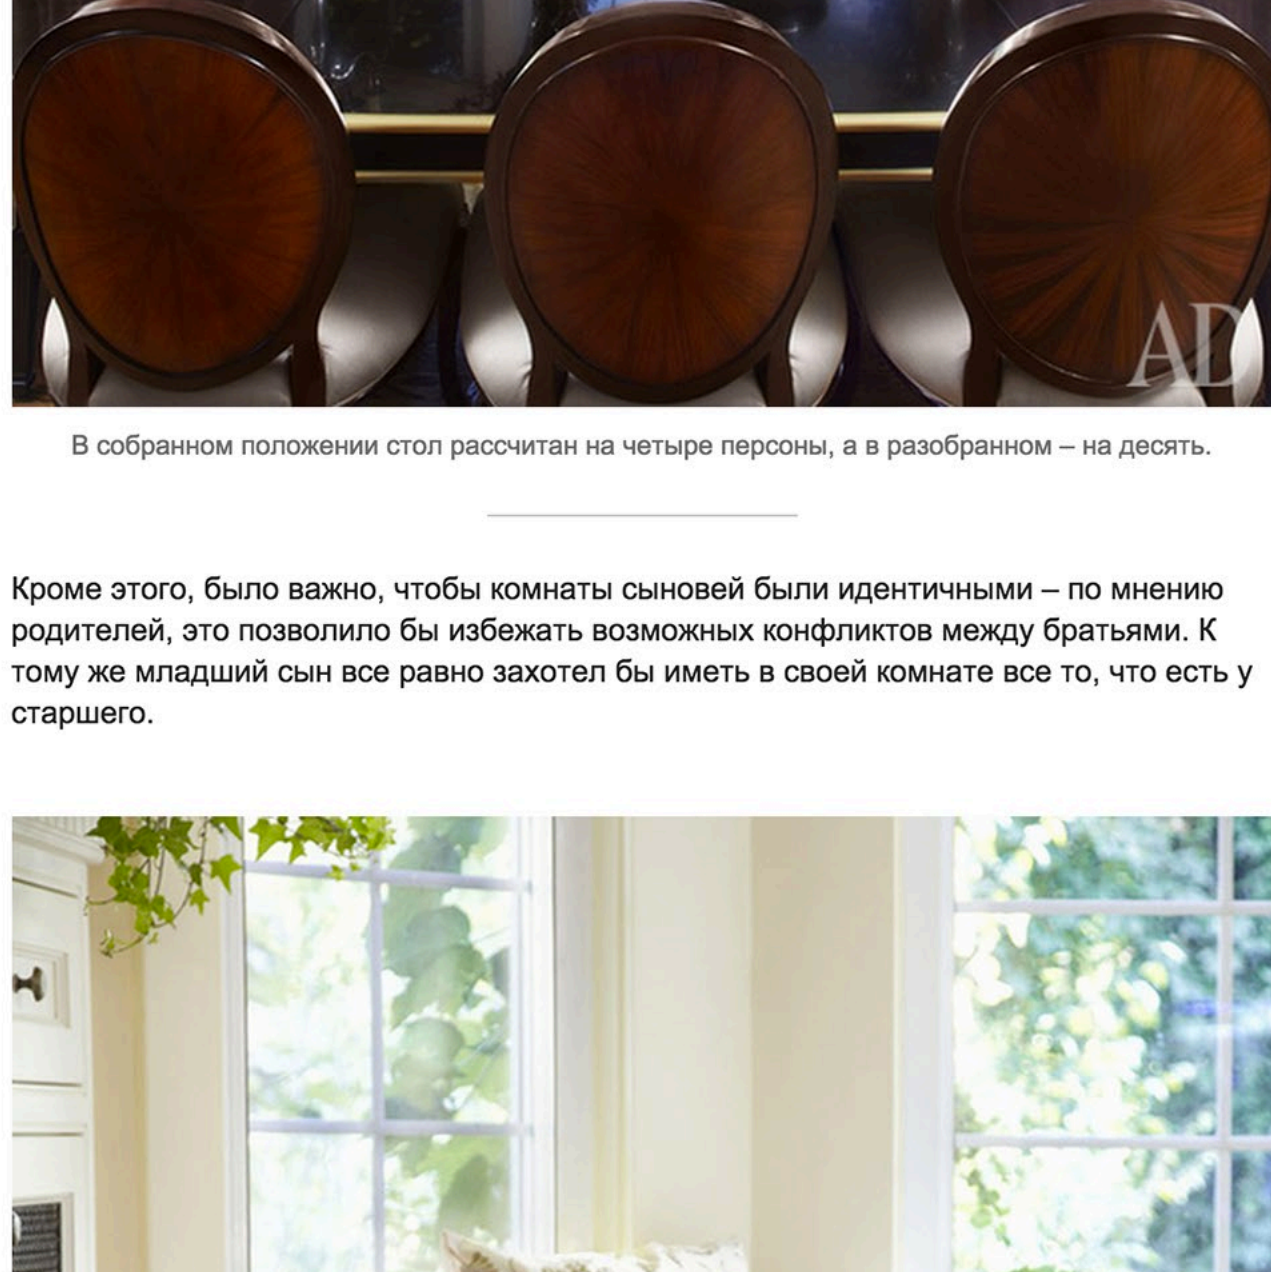 AD
В собранном положении стол рассчитан на четыре персоны, а в разобранном – на десять.
Кроме этого, было важно, чтобы комнаты сыновей были идентичными – по мнению
родителей, это позволило бы избежать возможных конфликтов между братьями. К
тому же младший сын все равно захотел бы иметь в своей комнате все то, что есть у
старшего.